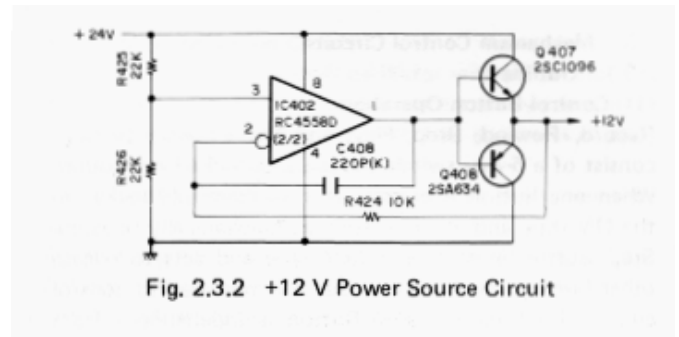 + 24V
R425
22K
3
8
IC402
RC4558D
(2/2)
1
2
4
C408
220P(K)
R424 10K
R426
22K
Q407
2SC1096
+12V
Q408
2SA634
Fig. 2.3.2 +12 V Power Source Circuit